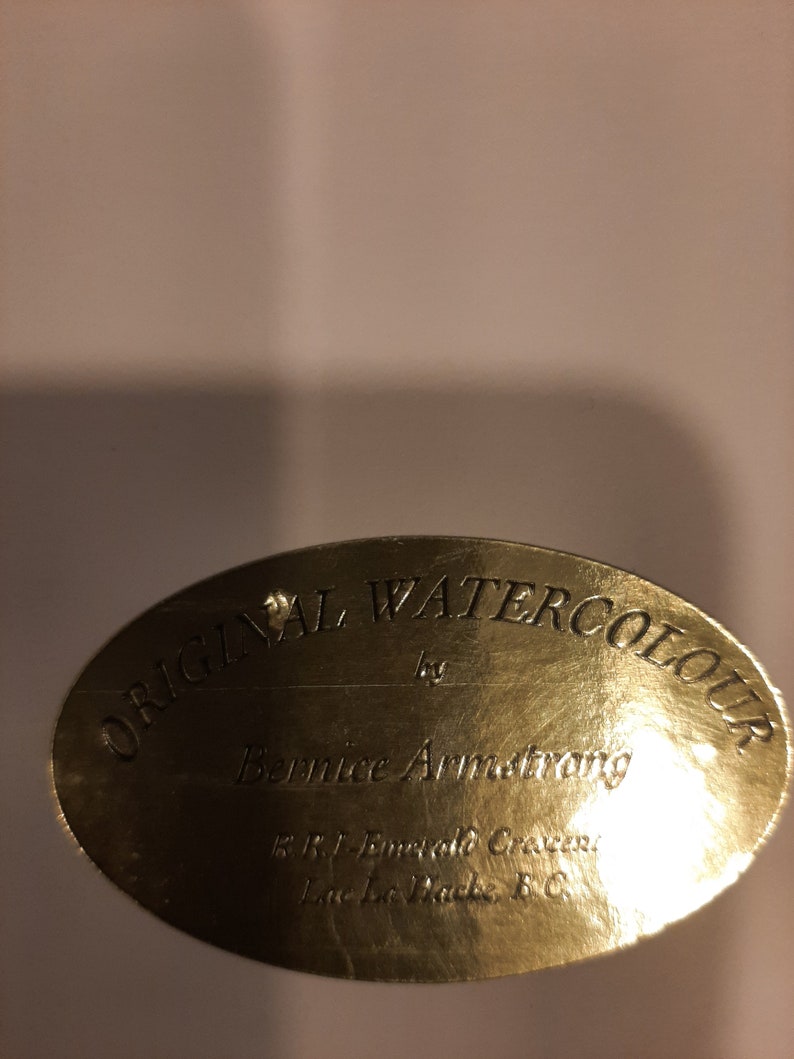 ORIGINAL WATERCOLOUR
by
Bernice Armstrong
R.R.1-Emerald Crescent
Lac La Hache, B.C.